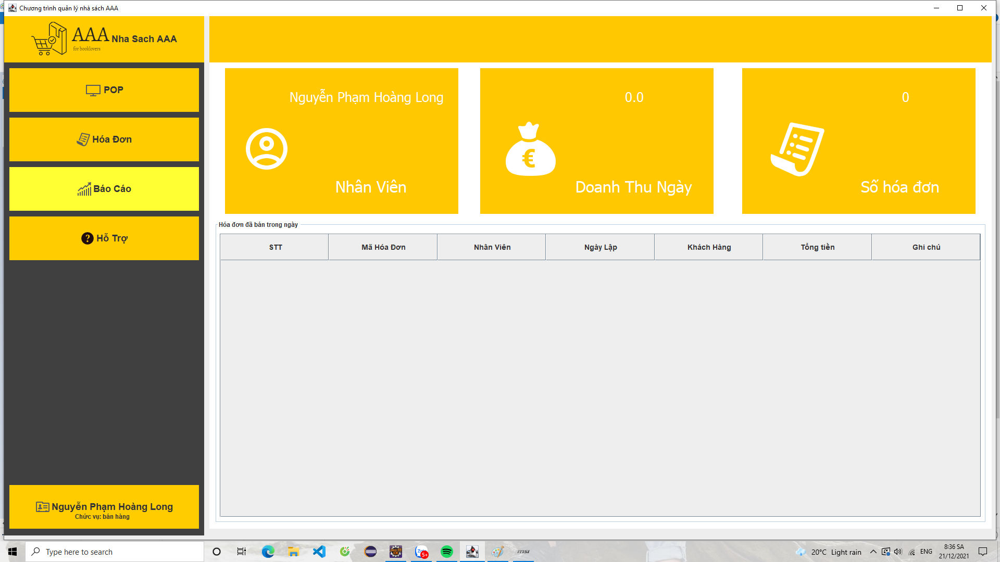 Chương trình quản lý nhà sách AAA
AAA
for booklovers
Nha Sach AAA
POP
Hóa Đơn
Báo Cáo
Hỗ Trợ
Nguyễn Phạm Hoàng Long
Chức vụ: bán hàng
Nguyễn Phạm Hoàng Long
Nhân Viên
0.0
€
Doanh Thu Ngày
0
Số hóa đơn
Hóa đơn đã bán trong ngày
STT Mã Hóa Đơn Nhân Viên Ngày Lập Khách Hàng Tổng tiền Ghi chú
Type here to search
5+
msi
20°C Light rain
ENG
8:36 SA
21/12/2021